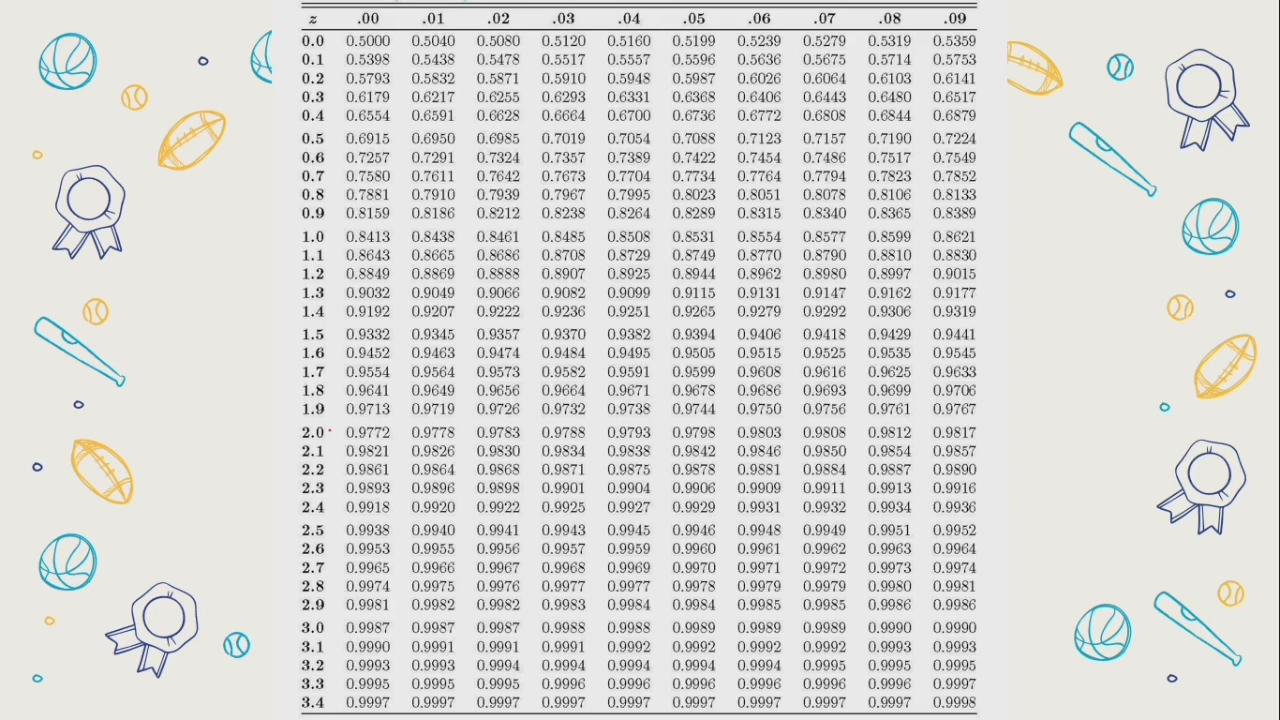 z .00 .01 .02 .03 .04 .05 .06 .07 .08 .09
0.0 0.5000 0.5040 0.5080 0.5120 0.5160 0.5199 0.5239 0.5279 0.5319 0.5359
0.1 0.5398 0.5438 0.5478 0.5517 0.5557 0.5596 0.5636 0.5675 0.5714 0.5753
0.2 0.5793 0.5832 0.5871 0.5910 0.5948 0.5987 0.6026 0.6064 0.6103 0.6141
0.3 0.6179 0.6217 0.6255 0.6293 0.6331 0.6368 0.6406 0.6443 0.6480 0.6517
0.4 0.6554 0.6591 0.6628 0.6664 0.6700 0.6736 0.6772 0.6808 0.6844 0.6879
0.5 0.6915 0.6950 0.6985 0.7019 0.7054 0.7088 0.7123 0.7157 0.7190 0.7224
0.6 0.7257 0.7291 0.7324 0.7357 0.7389 0.7422 0.7454 0.7486 0.7517 0.7549
0.7 0.7580 0.7611 0.7642 0.7673 0.7704 0.7734 0.7764 0.7794 0.7823 0.7852
0.8 0.7881 0.7910 0.7939 0.7967 0.7995 0.8023 0.8051 0.8078 0.8106 0.8133
0.9 0.8159 0.8186 0.8212 0.8238 0.8264 0.8289 0.8315 0.8340 0.8365 0.8389
1.0 0.8413 0.8438 0.8461 0.8485 0.8508 0.8531 0.8554 0.8577 0.8599 0.8621
1.1 0.8643 0.8665 0.8686 0.8708 0.8729 0.8749 0.8770 0.8790 0.8810 0.8830
1.2 0.8849 0.8869 0.8888 0.8907 0.8925 0.8944 0.8962 0.8980 0.8997 0.9015
1.3 0.9032 0.9049 0.9066 0.9082 0.9099 0.9115 0.9131 0.9147 0.9162 0.9177
1.4 0.9192 0.9207 0.9222 0.9236 0.9251 0.9265 0.9279 0.9292 0.9306 0.9319
1.5 0.9332 0.9345 0.9357 0.9370 0.9382 0.9394 0.9406 0.9418 0.9429 0.9441
1.6 0.9452 0.9463 0.9474 0.9484 0.9495 0.9505 0.9515 0.9525 0.9535 0.9545
1.7 0.9554 0.9564 0.9573 0.9582 0.9591 0.9599 0.9608 0.9616 0.9625 0.9633
1.8 0.9641 0.9649 0.9656 0.9664 0.9671 0.9678 0.9686 0.9693 0.9699 0.9706
1.9 0.9713 0.9719 0.9726 0.9732 0.9738 0.9744 0.9750 0.9756 0.9761 0.9767
2.0 0.9772 0.9778 0.9783 0.9788 0.9793 0.9798 0.9803 0.9808 0.9812 0.9817
2.1 0.9821 0.9826 0.9830 0.9834 0.9838 0.9842 0.9846 0.9850 0.9854 0.9857
2.2 0.9861 0.9864 0.9868 0.9871 0.9875 0.9878 0.9881 0.9884 0.9887 0.9890
2.3 0.9893 0.9896 0.9898 0.9901 0.9904 0.9906 0.9909 0.9911 0.9913 0.9916
2.4 0.9918 0.9920 0.9922 0.9925 0.9927 0.9929 0.9931 0.9932 0.9934 0.9936
2.5 0.9938 0.9940 0.9941 0.9943 0.9945 0.9946 0.9948 0.9949 0.9951 0.9952
2.6 0.9953 0.9955 0.9956 0.9957 0.9959 0.9960 0.9961 0.9962 0.9963 0.9964
2.7 0.9965 0.9966 0.9967 0.9968 0.9969 0.9970 0.9971 0.9972 0.9973 0.9974
2.8 0.9974 0.9975 0.9976 0.9977 0.9977 0.9978 0.9979 0.9979 0.9980 0.9981
2.9 0.9981 0.9982 0.9982 0.9983 0.9984 0.9984 0.9985 0.9985 0.9986 0.9986
3.0 0.9987 0.9987 0.9987 0.9988 0.9988 0.9989 0.9989 0.9989 0.9990 0.9990
3.1 0.9990 0.9991 0.9991 0.9991 0.9992 0.9992 0.9992 0.9992 0.9993 0.9993
3.2 0.9993 0.9993 0.9994 0.9994 0.9994 0.9994 0.9994 0.9995 0.9995 0.9995
3.3 0.9995 0.9995 0.9995 0.9996 0.9996 0.9996 0.9996 0.9996 0.9996 0.9997
3.4 0.9997 0.9997 0.9997 0.9997 0.9997 0.9997 0.9997 0.9997 0.9997 0.9998